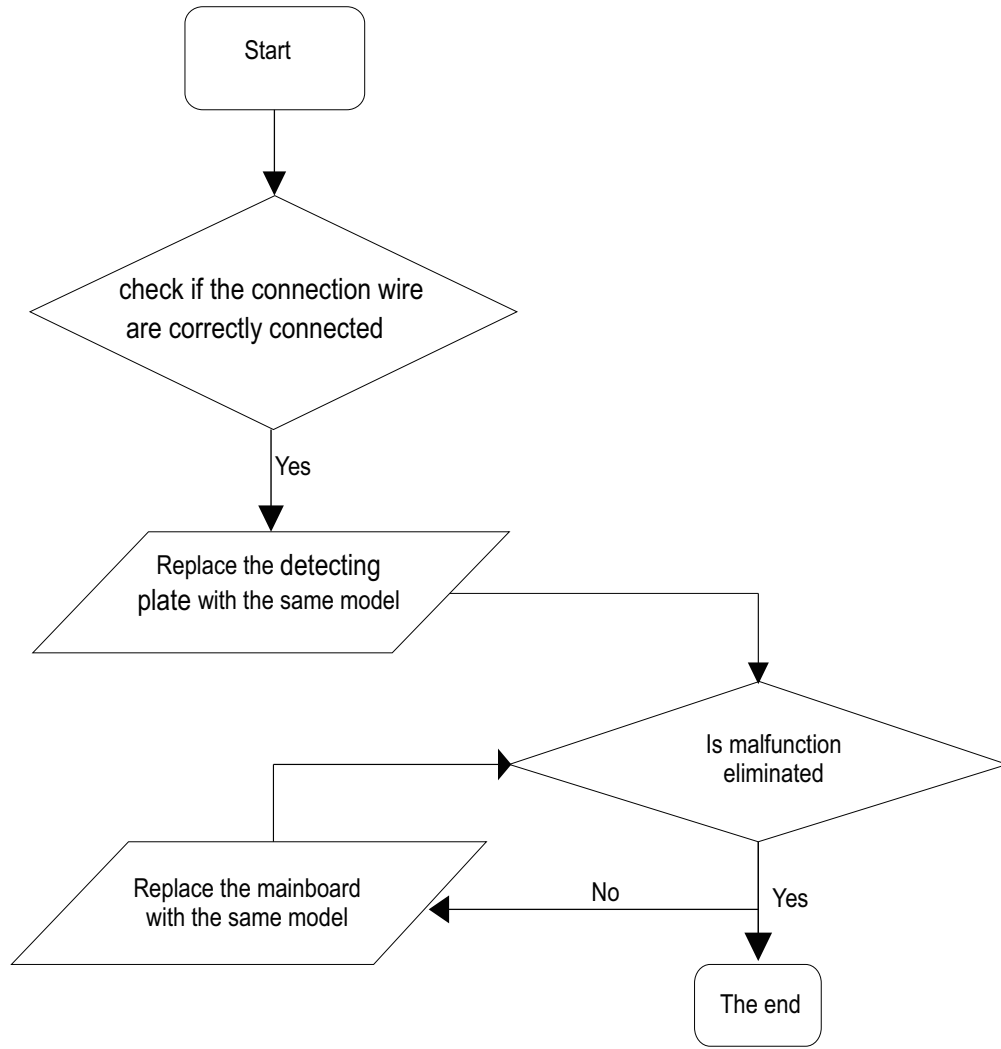 Start
check if the connection wire
are correctly connected
Yes
Replace the detecting
plate with the same model
Is malfunction
eliminated
Replace the mainboard
with the same model
No
Yes
The end